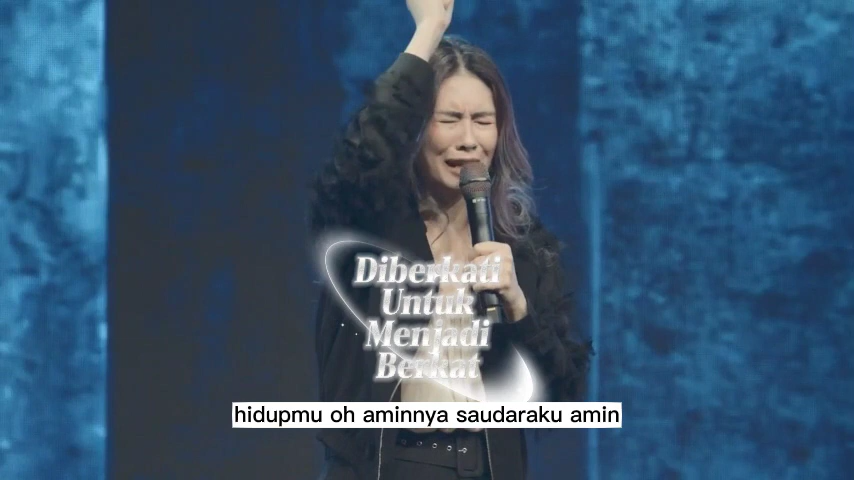 Diberkati
Untuk
Menjadi
Berkat
hidupmu oh aminnya saudaraku amin